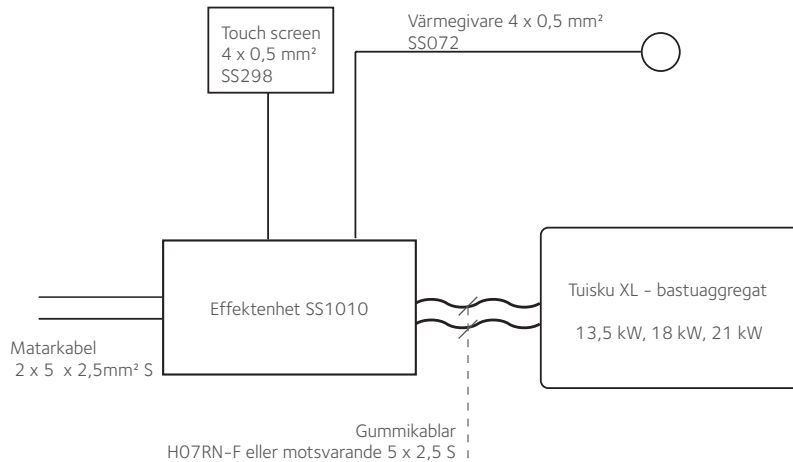 Touch screen
4 x 0,5 mm²
SS298
Värmegivare 4 x 0,5 mm²
SS072
Effektenhet SS1010
Tuisku XL - bastuaggregat
13,5 kW, 18 kW, 21 kW
Matarkabel
2 x 5 x 2,5mm² S
Gummikablar
H07RN-F eller motsvarande 5 x 2,5 S